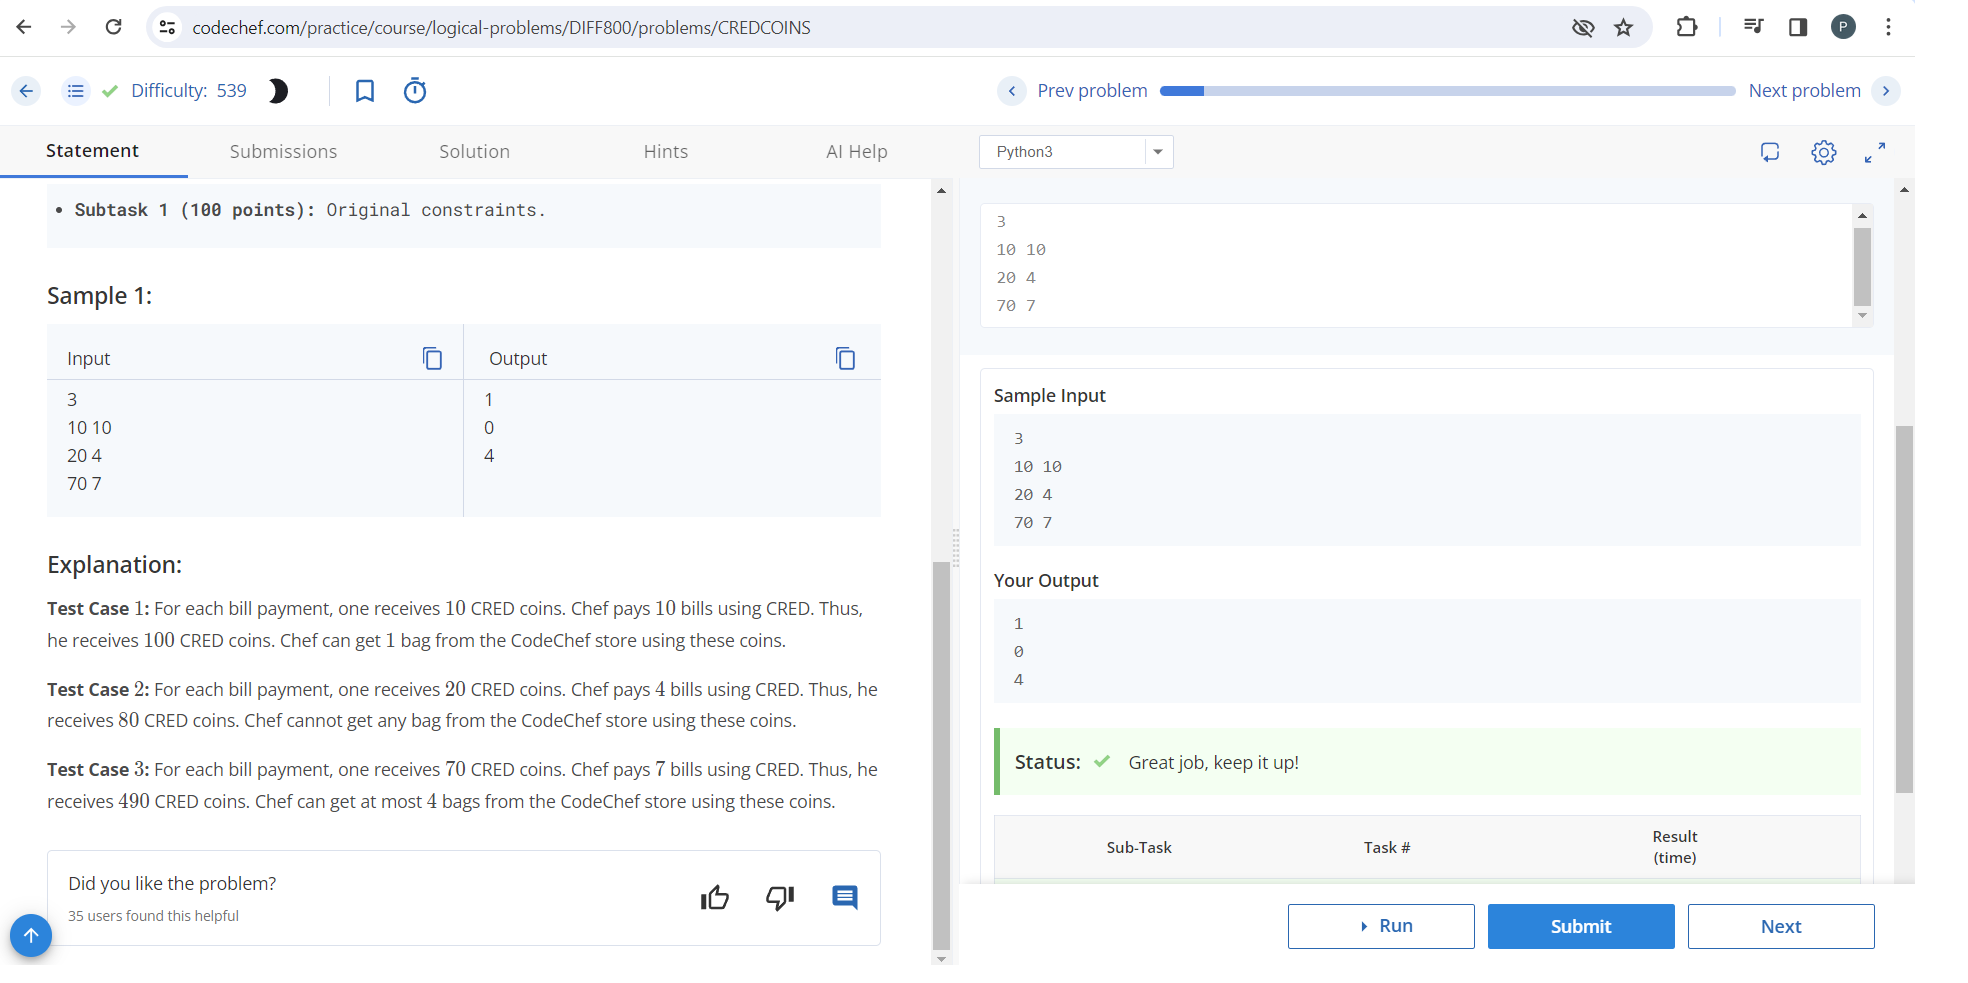 codechef.com/practice/course/logical-problems/DIFF800/problems/CREDCOINS
P
Difficulty: 539
Prev problem
Next problem
Statement
Submissions
Solution
Hints
AI Help
Python3
• Subtask 1 (100 points): Original constraints.
Sample 1:
Input
Output
3
10 10
20 4
70 7
1
0
4
Explanation:
Test Case 1: For each bill payment, one receives 10 CRED coins. Chef pays 10 bills using CRED. Thus,
he receives 100 CRED coins. Chef can get 1 bag from the CodeChef store using these coins.
Test Case 2: For each bill payment, one receives 20 CRED coins. Chef pays 4 bills using CRED. Thus, he
receives 80 CRED coins. Chef cannot get any bag from the CodeChef store using these coins.
Test Case 3: For each bill payment, one receives 70 CRED coins. Chef pays 7 bills using CRED. Thus, he
receives 490 CRED coins. Chef can get at most 4 bags from the CodeChef store using these coins.
Did you like the problem?
35 users found this helpful
3
10 10
20 4
70 7
Sample Input
3
10 10
20 4
70 7
Your Output
1
0
4
Status: Great job, keep it up!
Sub-Task
Task #
Result
(time)
Run
Submit
Next